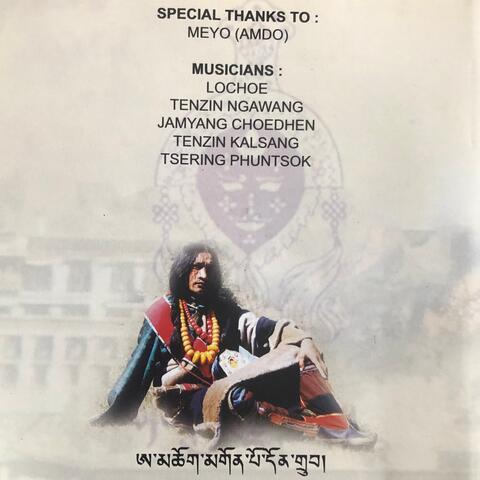 SPECIAL THANKS TO :
MEYO (AMDO)
MUSICIANS :
LOCHOE
TENZIN NGAWANG
JAMYANG CHOEDHEN
TENZIN KALSANG
TSERING PHUNTSOK
ཨ་མཆོག་མགོན་པོ་དོན་གྲུབ།